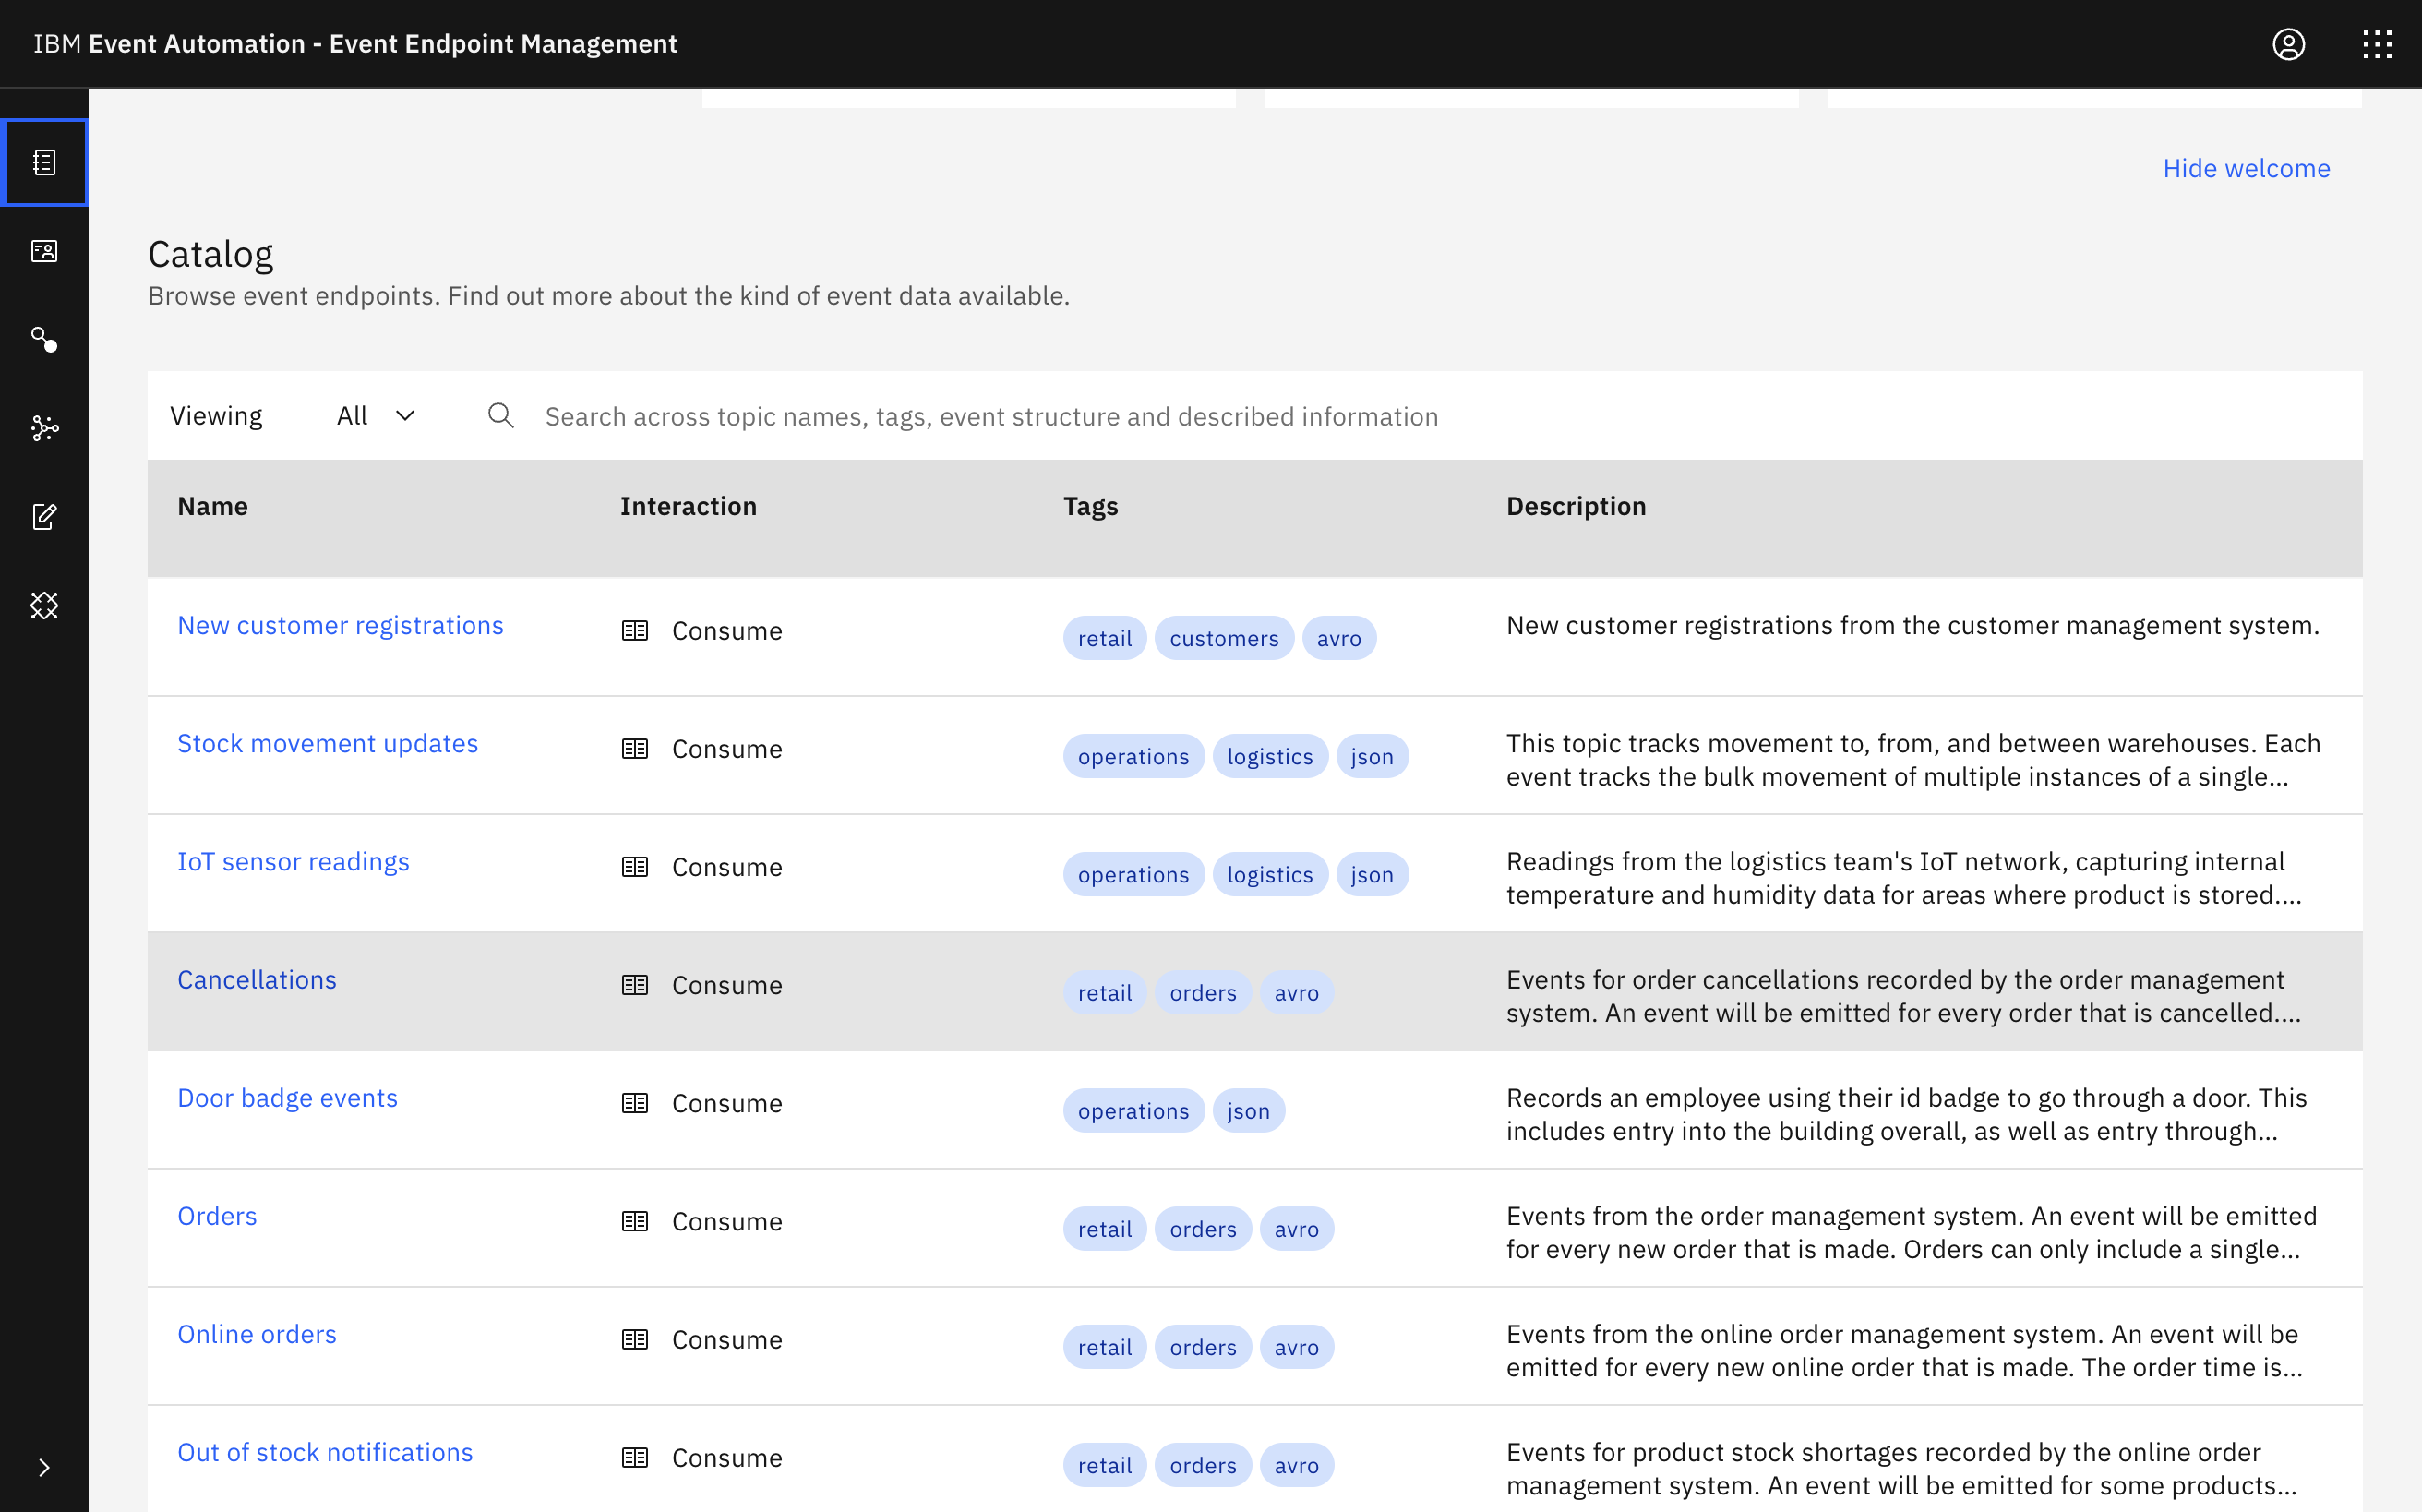 IBM Event Automation - Event Endpoint Management
Hide welcome
Catalog
Browse event endpoints. Find out more about the kind of event data available.
Viewing All Search across topic names, tags, event structure and described information
Name Interaction Tags Description
New customer registrations Consume retail customers avro New customer registrations from the customer management system.
Stock movement updates Consume operations logistics json This topic tracks movement to, from, and between warehouses. Each
event tracks the bulk movement of multiple instances of a single...
IoT sensor readings Consume operations logistics json Readings from the logistics team's IoT network, capturing internal
temperature and humidity data for areas where product is stored....
Cancellations Consume retail orders avro Events for order cancellations recorded by the order management
system. An event will be emitted for every order that is cancelled....
Door badge events Consume operations json Records an employee using their id badge to go through a door. This
includes entry into the building overall, as well as entry through...
Orders Consume retail orders avro Events from the order management system. An event will be emitted
for every new order that is made. Orders can only include a single...
Online orders Consume retail orders avro Events from the online order management system. An event will be
emitted for every new online order that is made. The order time is...
Out of stock notifications Consume retail orders avro Events for product stock shortages recorded by the online order
management system. An event will be emitted for some products...